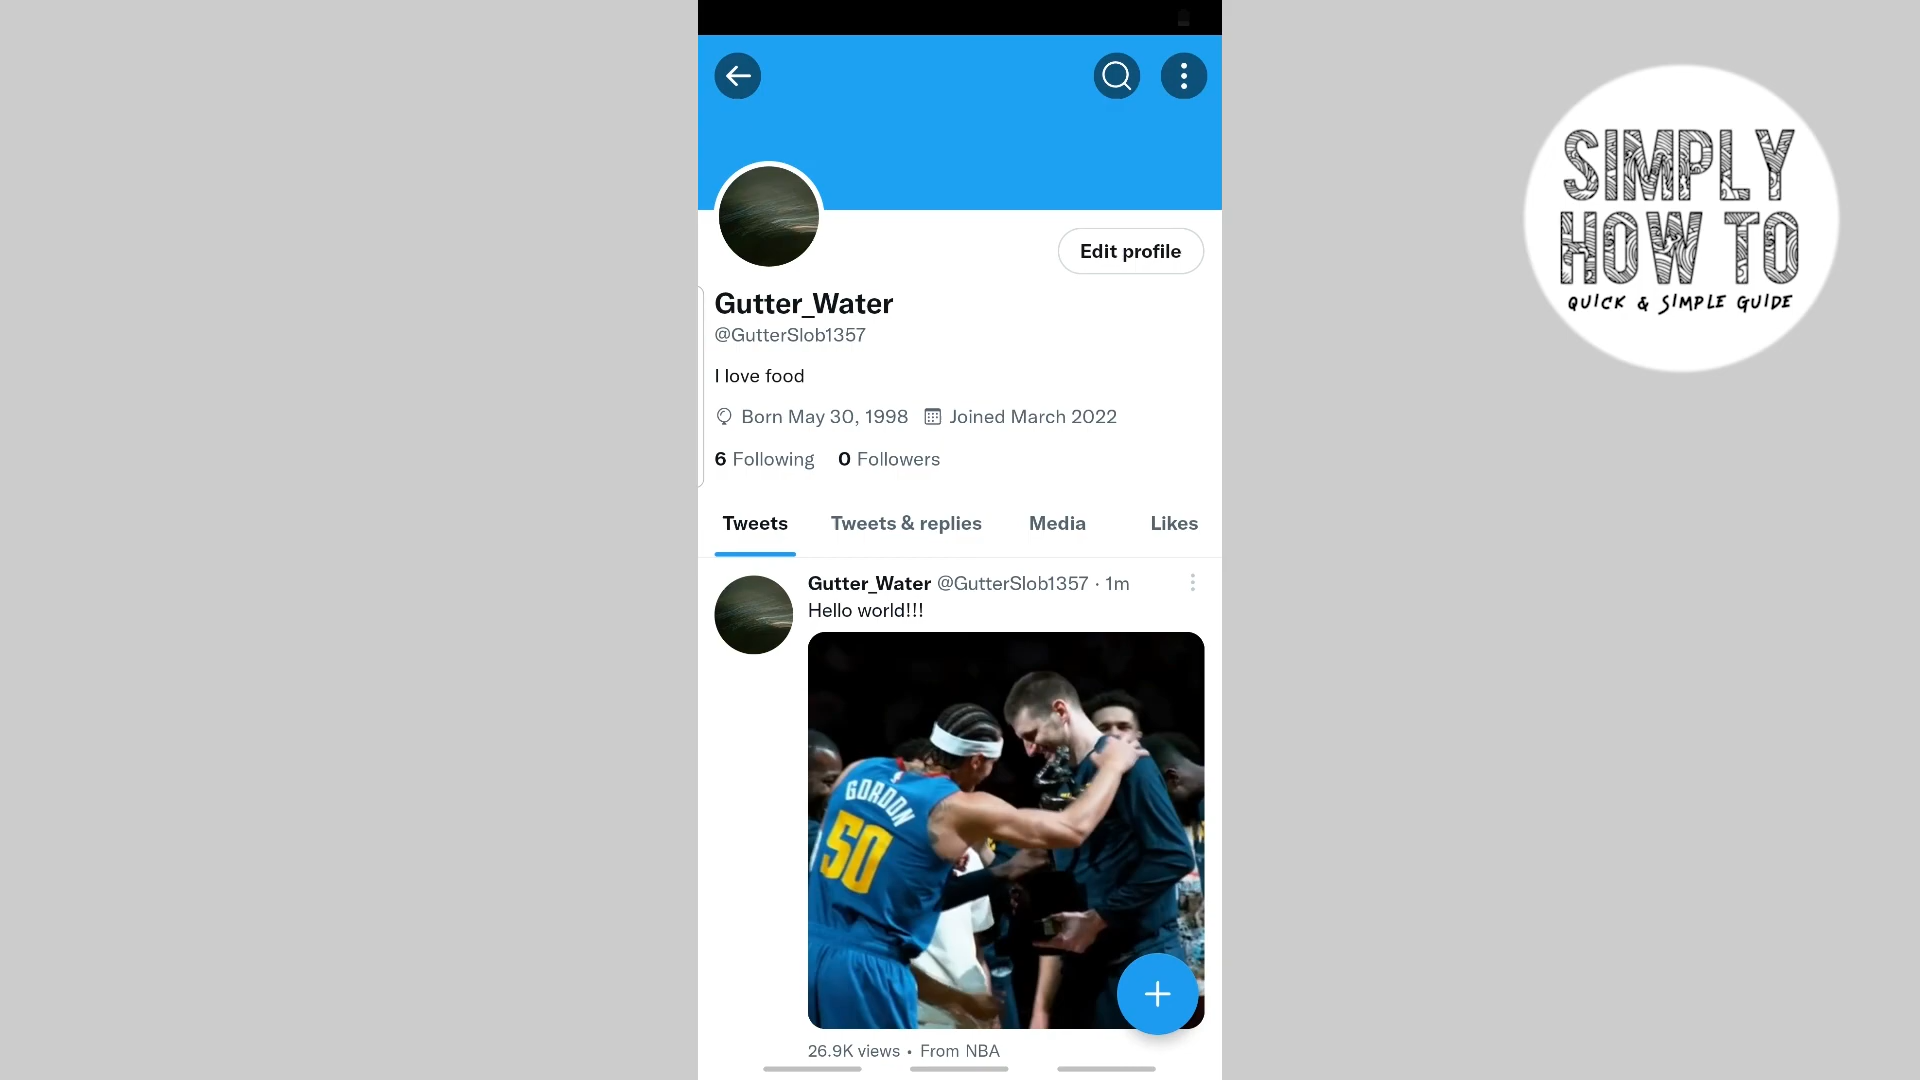 SIMPLY
HOW TO
QUICK & SIMPLE GUIDE
Edit profile
Gutter_Water
@GutterSlob1357
I love food
Born May 30, 1998 Joined March 2022
6 Following 0 Followers
Tweets Tweets & replies Media Likes
Gutter_Water @GutterSlob1357 · 1m
Hello world!!!
GORDON
50
26.9K views • From NBA